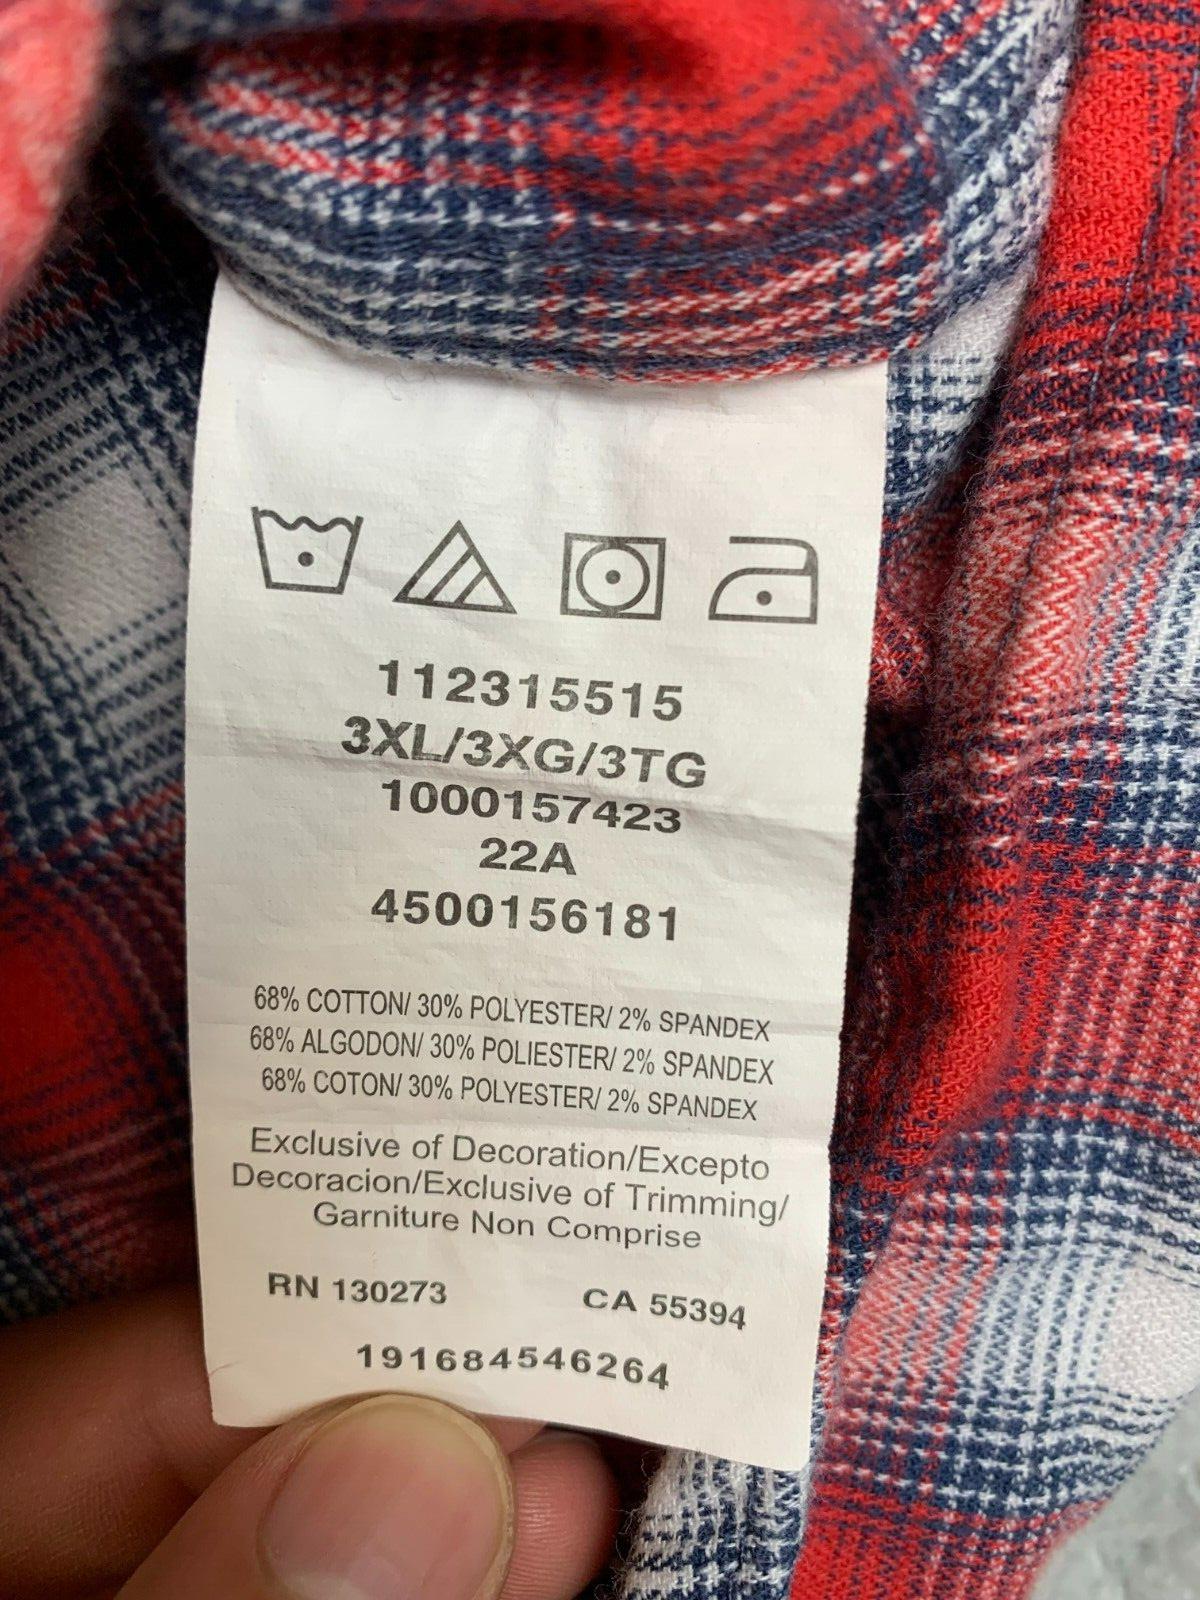 112315515
3XL/3XG/3TG
1000157423
22A
4500156181
68% COTTON/ 30% POLYESTER/ 2% SPANDEX
68% ALGODON/ 30% POLIESTER/ 2% SPANDEX
68% COTON/ 30% POLYESTER/ 2% SPANDEX
Exclusive of Decoration/Excepto
Decoracion/Exclusive of Trimming/
Garniture Non Comprise
RN 130273 CA 55394
191684546264